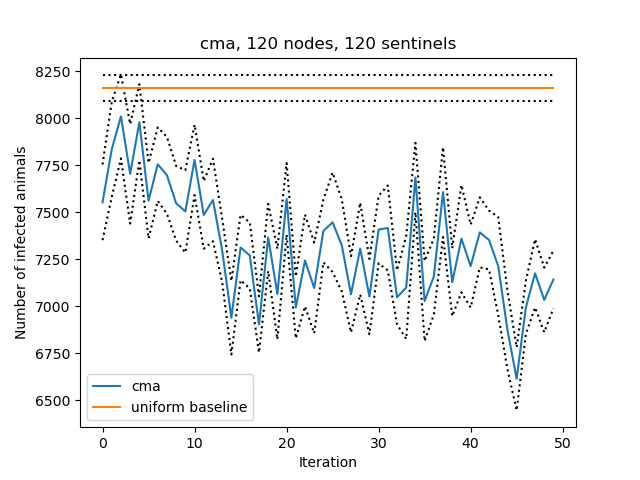 cma, 120 nodes, 120 sentinels
Number of infected animals
8250
8000
7750
7500
7250
7000
6750
6500
cma
uniform baseline
0 10 20 30 40 50
Iteration